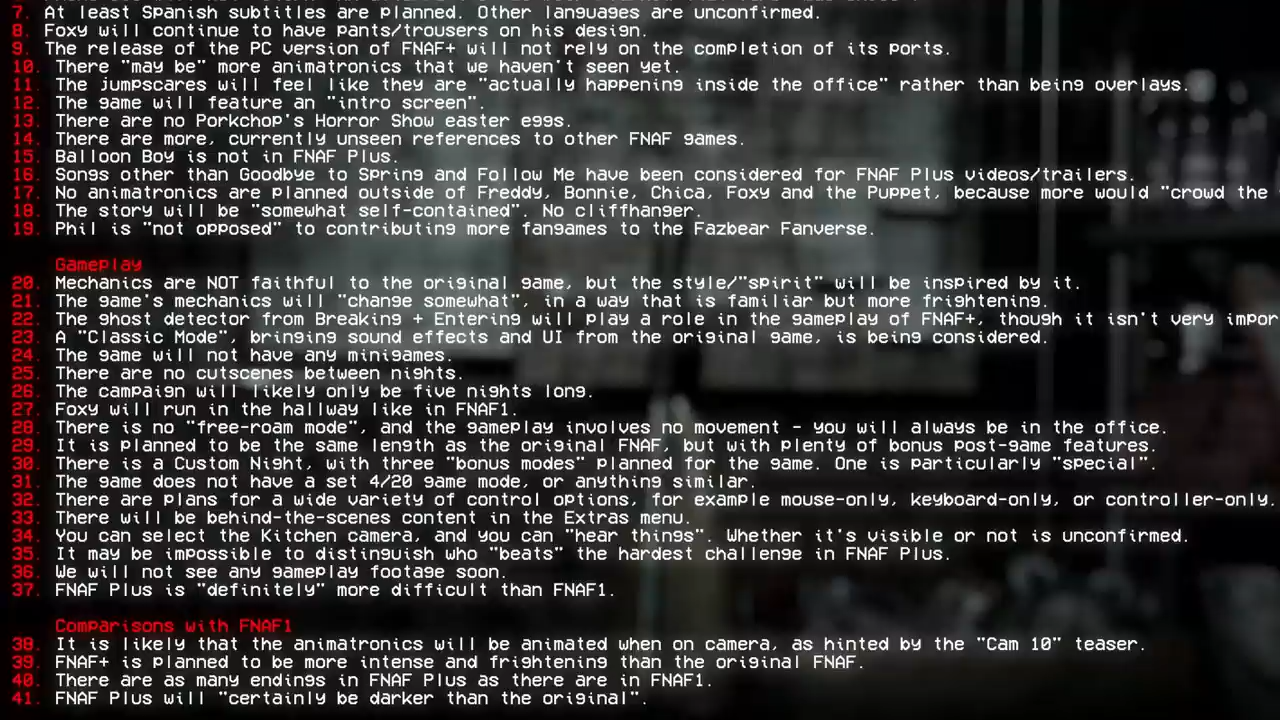 7. At least Spanish subtitles are planned. Other languages are unconfirmed.
8. Foxy will continue to have pants/trousers on his design.
9. The release of the PC version of FNAF+ will not rely on the completion of its ports.
10. There "may be" more animatronics that we haven't seen yet.
11. The jumpscares will feel like they are "actually happening inside the office" rather than being overlays.
12. The game will feature an "intro screen".
13. There are no Porkchop's Horror Show easter eggs.
14. There are more, currently unseen references to other FNAF games.
15. Balloon Boy is not in FNAF Plus.
16. Songs other than Goodbye to Spring and Follow Me have been considered for FNAF Plus videos/trailers.
17. No animatronics are planned outside of Freddy, Bonnie, Chica, Foxy and the Puppet, because more would "crowd the
18. The story will be "somewhat self-contained". No cliffhanger.
19. Phil is "not opposed" to contributing more fangames to the Fazbear Fanverse.
Gameplay
20. Mechanics are NOT faithful to the original game, but the style/"spirit" will be inspired by it.
21. The game's mechanics will "change somewhat", in a way that is familiar but more frightening.
22. The ghost detector from Breaking + Entering will play a role in the gameplay of FNAF+, though it isn't very impor
23. A "Classic Mode", bringing sound effects and UI from the original game, is being considered.
24. The game will not have any minigames.
25. There are no cutscenes between nights.
26. The campaign will likely only be five nights long.
27. Foxy will run in the hallway like in FNAF1.
28. There is no "free-roam mode", and the gameplay involves no movement - you will always be in the office.
29. It is planned to be the same length as the original FNAF, but with plenty of bonus post-game features.
30. There is a Custom Night, with three "bonus modes" planned for the game. One is particularly "special".
31. The game does not have a set 4/20 game mode, or anything similar.
32. There are plans for a wide variety of control options, for example mouse-only, keyboard-only, or controller-only.
33. There will be behind-the-scenes content in the Extras menu.
34. You can select the Kitchen camera, and you can "hear things". Whether it's visible or not is unconfirmed.
35. It may be impossible to distinguish who "beats" the hardest challenge in FNAF Plus.
36. We will not see any gameplay footage soon.
37. FNAF Plus is "definitely" more difficult than FNAF1.
Comparisons with FNAF1
38. It is likely that the animatronics will be animated when on camera, as hinted by the "Cam 10" teaser.
39. FNAF+ is planned to be more intense and frightening than the original FNAF.
40. There are as many endings in FNAF Plus as there are in FNAF1.
41. FNAF Plus will "certainly be darker than the original".